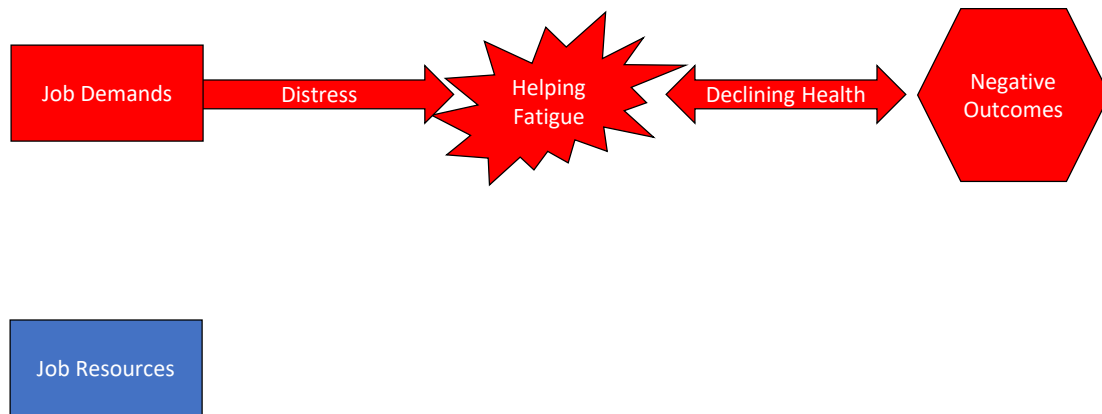 Job Demands
Distress
Helping
Fatigue
Declining Health
Negative
Outcomes
Job Resources